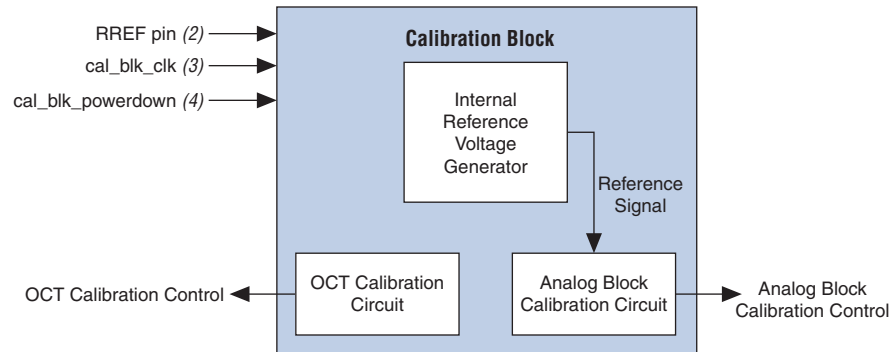 RREF pin (2)
cal_blk_clk (3)
cal_blk_powerdown (4)
Calibration Block
Internal
Reference
Voltage
Generator
Reference
Signal
OCT Calibration Control
OCT Calibration
Circuit
Analog Block
Calibration Circuit
Analog Block
Calibration Control